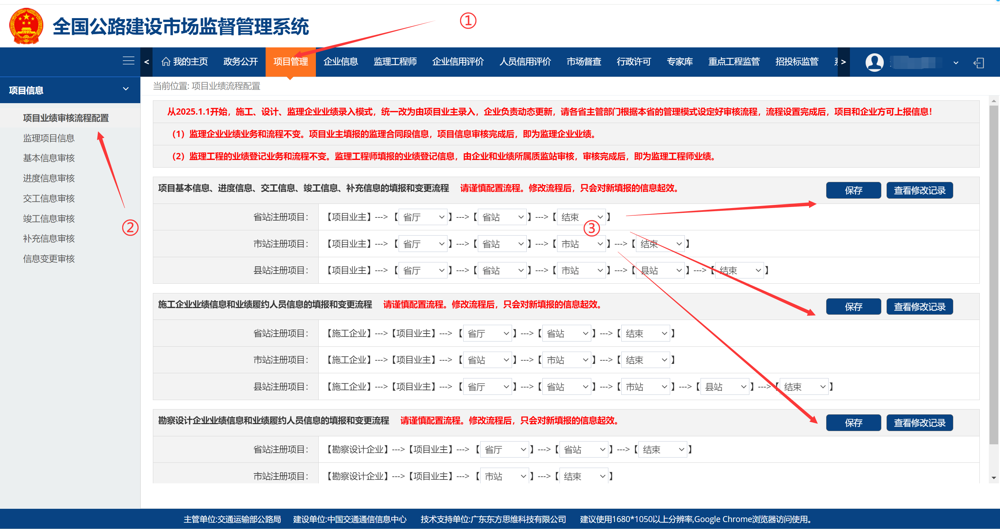 ①
全国公路建设市场监督管理系统
< 我的主页 政务公开 项目管理 企业信息 监理工程师 企业信用评价 人员信用评价 市场督查 行政许可 专家库 重点工程监管 招投标监管 >
项目信息
当前位置: 项目业绩流程配置
项目业绩审核流程配置
监理项目信息
基本信息审核
进度信息审核
交工信息审核
竣工信息审核
补充信息审核
信息变更审核
②
从2025.1.1开始，施工、设计、监理企业业绩录入模式，统一改为由项目业主录入，企业负责动态更新，请各省主管部门根据本省的管理模式设定好审核流程，流程设置完成后，项目和企业方可上报信息！
（1）监理企业业绩业务和流程不变。项目业主填报的监理合同段信息，项目信息审核完成后，即为监理企业业绩。
（2）监理工程的业绩登记业务和流程不变。监理工程师填报的业绩登记信息，由企业和业绩所属质监站审核，审核完成后，即为监理工程师业绩。
项目基本信息、进度信息、交工信息、竣工信息、补充信息的填报和变更流程 请谨慎配置流程。修改流程后，只会对新填报的信息起效。 保存 查看修改记录
省站注册项目： 【项目业主】---> 【省厅】--->【省站】--->【结束】
③
市站注册项目： 【项目业主】---> 【省厅】--->【省站】--->【市站】--->【结束】
县站注册项目： 【项目业主】---> 【省厅】--->【省站】--->【市站】--->【县站】--->【结束】
施工企业业绩信息和业绩履约人员信息的填报和变更流程 请谨慎配置流程。修改流程后，只会对新填报的信息起效。 保存 查看修改记录
省站注册项目： 【施工企业】--->【项目业主】---> 【省厅】--->【省站】--->【结束】
市站注册项目： 【施工企业】--->【项目业主】---> 【省站】--->【市站】--->【结束】
县站注册项目： 【施工企业】--->【项目业主】---> 【省厅】--->【省站】--->【市站】--->【县站】--->【结束】
勘察设计企业业绩信息和业绩履约人员信息的填报和变更流程 请谨慎配置流程。修改流程后，只会对新填报的信息起效。 保存 查看修改记录
省站注册项目： 【勘察设计企业】--->【项目业主】---> 【省厅】--->【省站】--->【结束】
市站注册项目： 【勘察设计企业】--->【项目业主】---> 【市站】--->【结束】
主管单位:交通运输部公路局 建设单位:中国交通通信信息中心 技术支持单位:广东东方思维科技有限公司 建议使用1680*1050以上分辨率,Google Chrome浏览器访问使用。